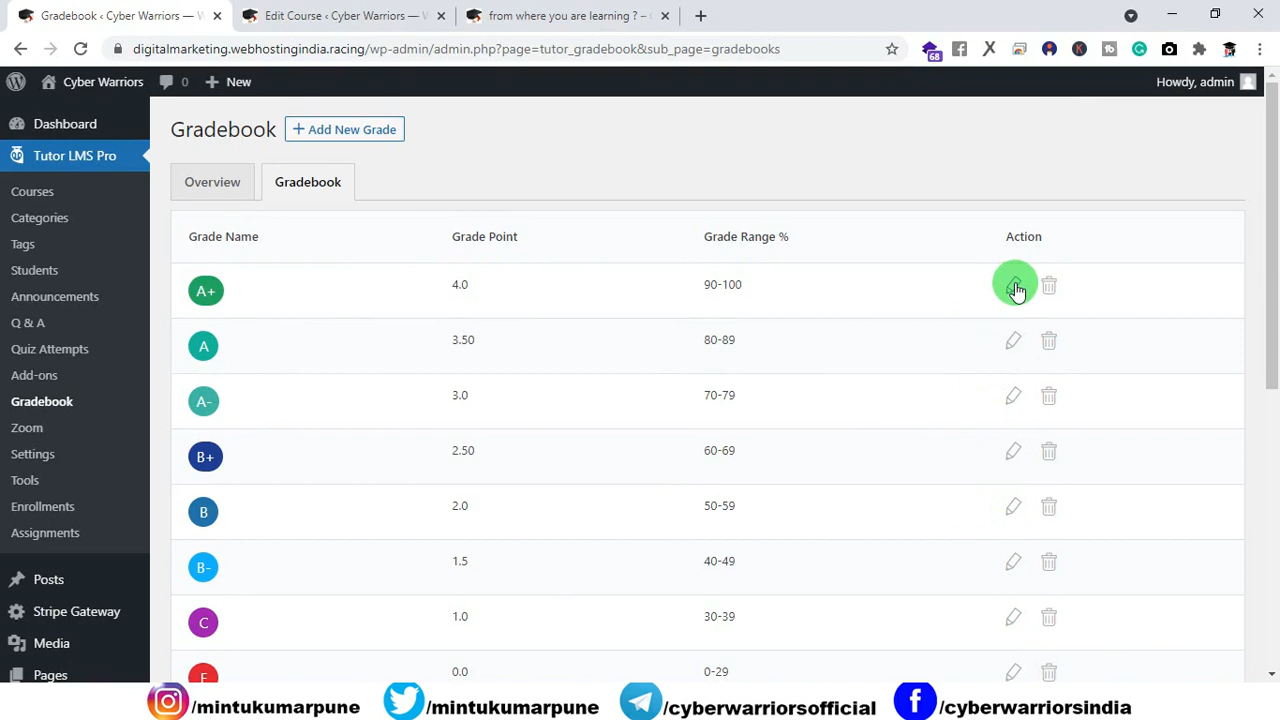 Gradebook ‹ Cyber Warriors — W
Edit Course ‹ Cyber Warriors — W
from where you are learning ? –
digitalmarketing.webhostingindia.racing/wp-admin/admin.php?page=tutor_gradebook&sub_page=gradebooks
68
Cyber Warriors
0
New
Howdy, admin
Dashboard
Tutor LMS Pro
Courses
Categories
Tags
Students
Announcements
Q & A
Quiz Attempts
Add-ons
Gradebook
Zoom
Settings
Tools
Enrollments
Assignments
Posts
Stripe Gateway
Media
Pages
Gradebook
+ Add New Grade
Overview
Gradebook
Grade Name Grade Point Grade Range % Action
A+ 4.0 90-100
A 3.50 80-89
A- 3.0 70-79
B+ 2.50 60-69
B 2.0 50-59
B- 1.5 40-49
C 1.0 30-39
F 0.0 0-29
/mintukumarpune
/mintukumarpune
/cyberwarriorsofficial
/cyberwarriorsindia